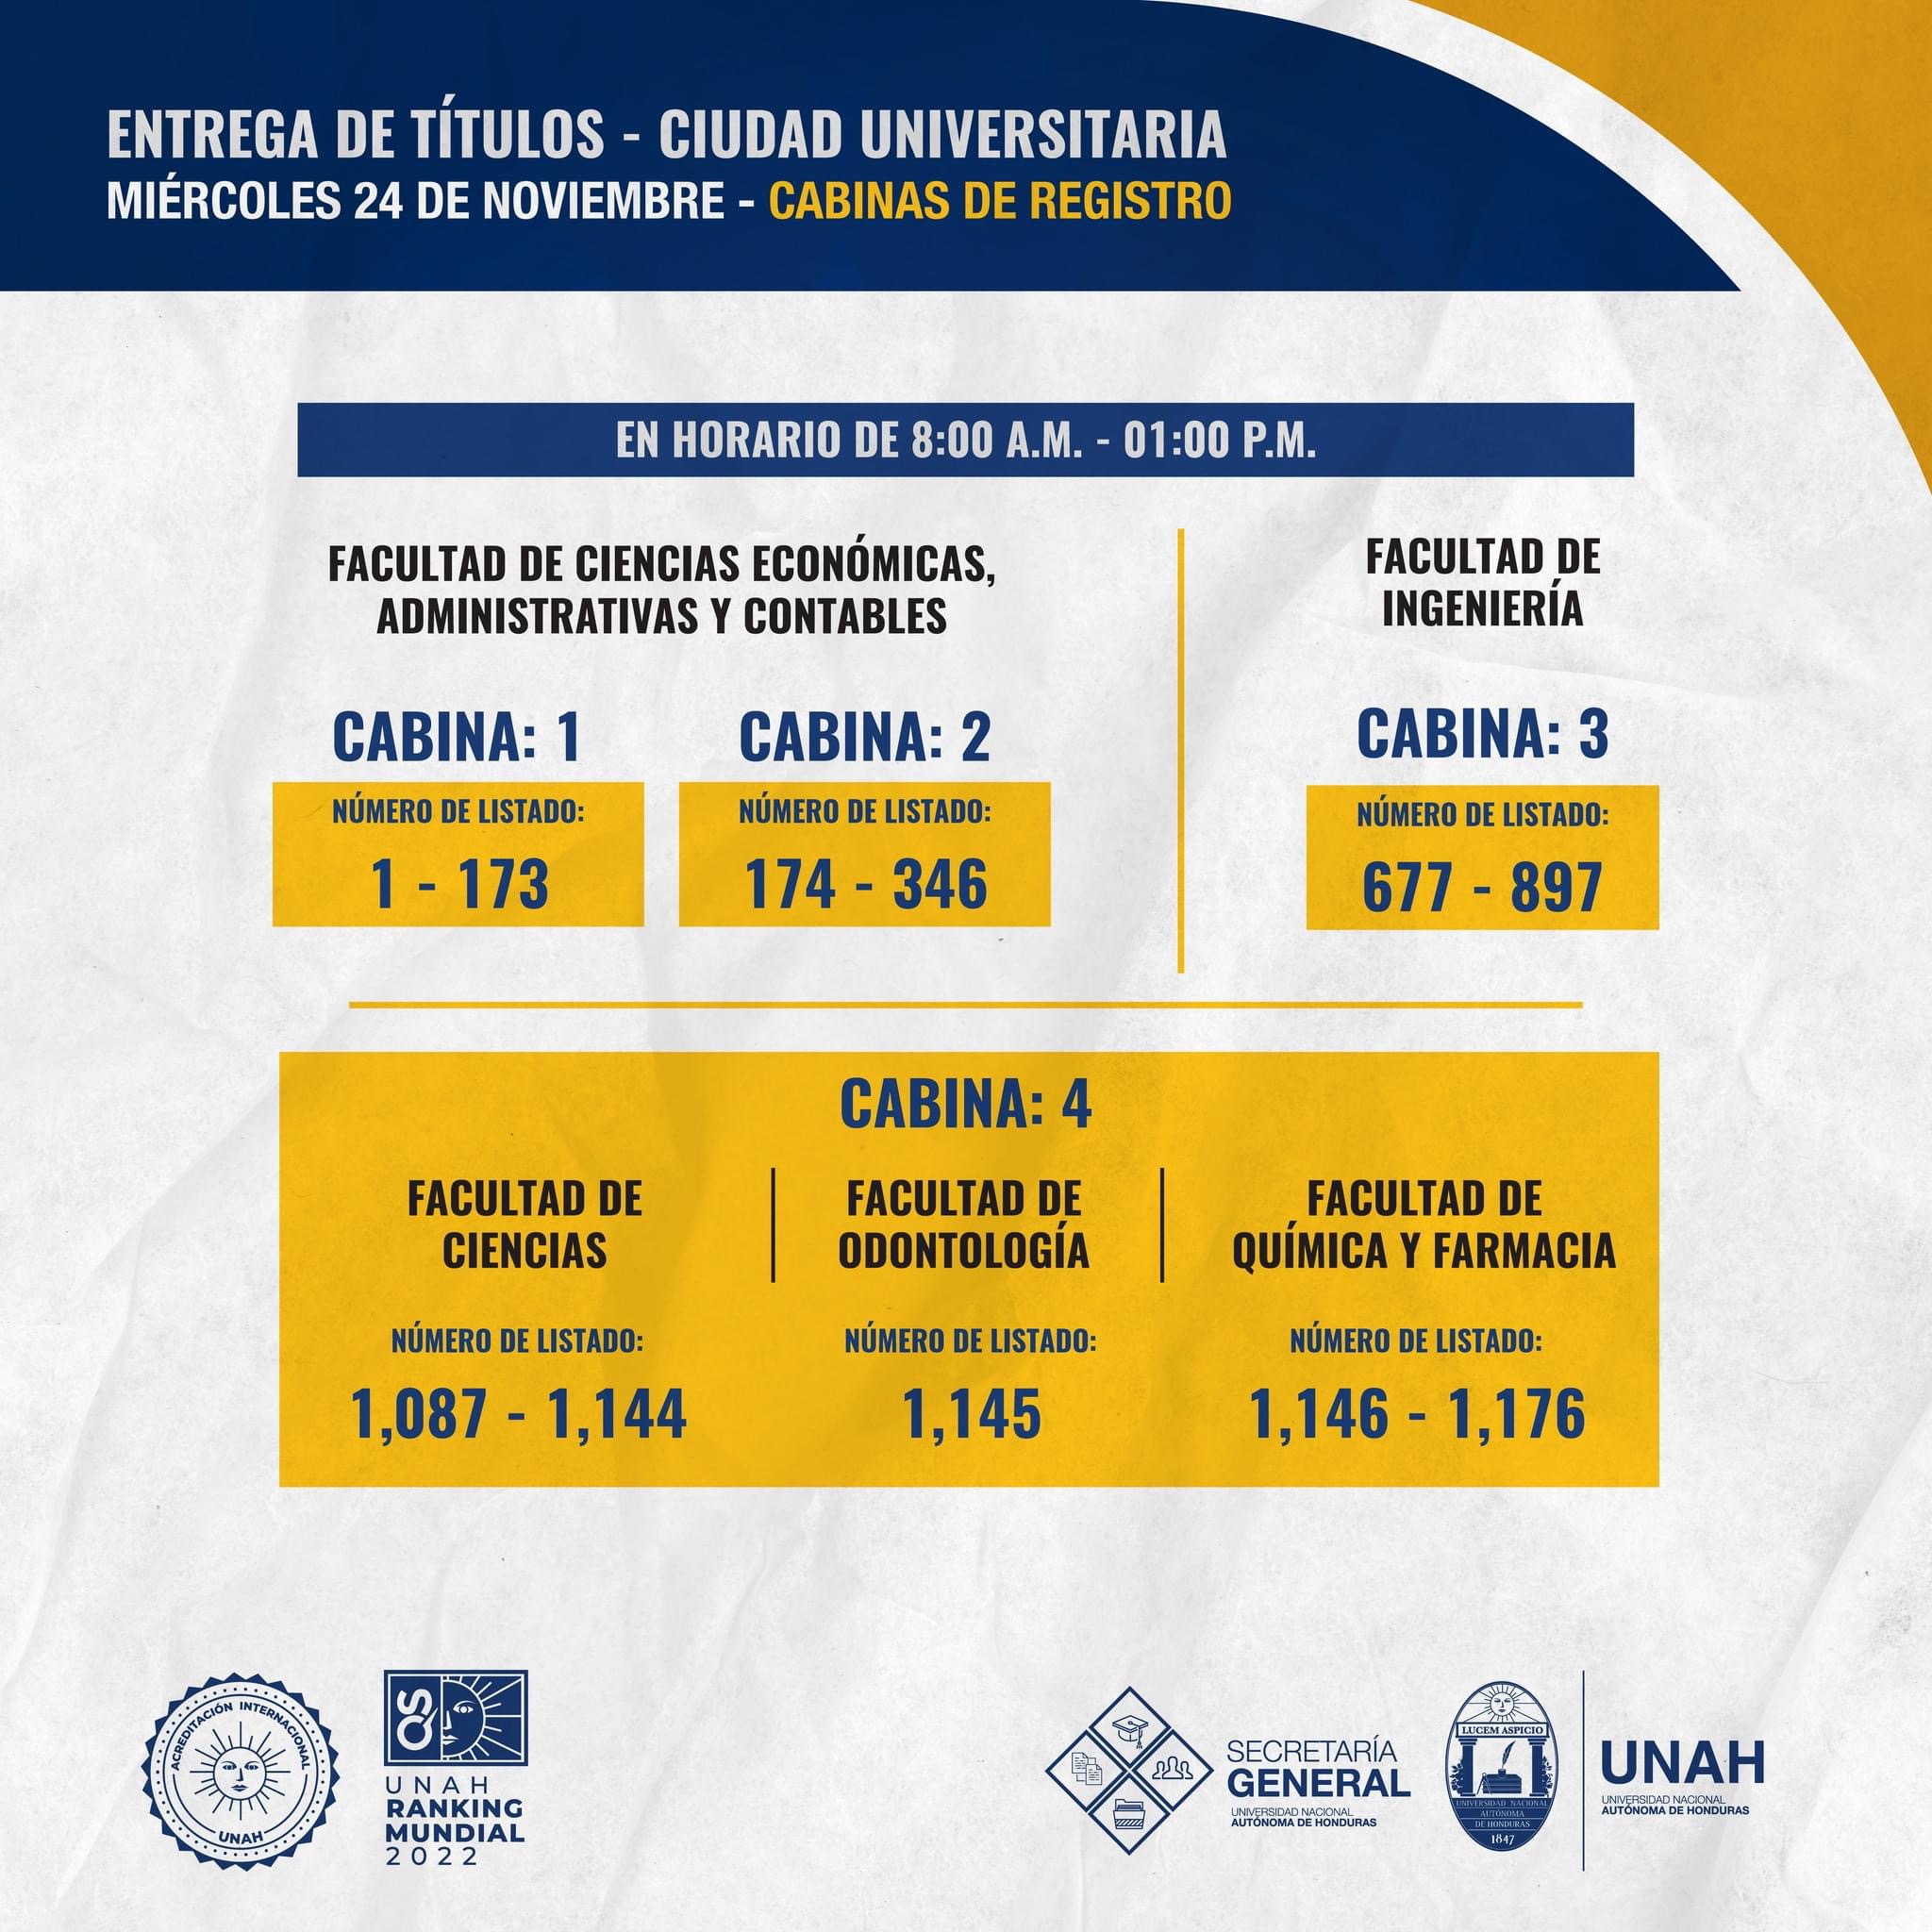 ENTREGA DE TÍTULOS - CIUDAD UNIVERSITARIA
MIÉRCOLES 24 DE NOVIEMBRE - CABINAS DE REGISTRO
EN HORARIO DE 8:00 A.M. - 01:00 P.M.
FACULTAD DE CIENCIAS ECONÓMICAS,
ADMINISTRATIVAS Y CONTABLES
CABINA: 1
NÚMERO DE LISTADO:
1 - 173
CABINA: 2
NÚMERO DE LISTADO:
174 - 346
FACULTAD DE
INGENIERÍA
CABINA: 3
NÚMERO DE LISTADO:
677 - 897
CABINA: 4
FACULTAD DE
CIENCIAS
NÚMERO DE LISTADO:
1,087 - 1,144
FACULTAD DE
ODONTOLOGÍA
NÚMERO DE LISTADO:
1,145
FACULTAD DE
QUÍMICA Y FARMACIA
NÚMERO DE LISTADO:
1,146 - 1,176
ACREDITACIÓN INTERNACIONAL
UNAH
QS
UNAH
RANKING
MUNDIAL
2022
SECRETARÍA
GENERAL
UNIVERSIDAD NACIONAL
AUTÓNOMA DE HONDURAS
LUCEM ASPICIO
UNIVERSIDAD NACIONAL
AUTÓNOMA
DE HONDURAS
1847
UNAH
UNIVERSIDAD NACIONAL
AUTÓNOMA DE HONDURAS